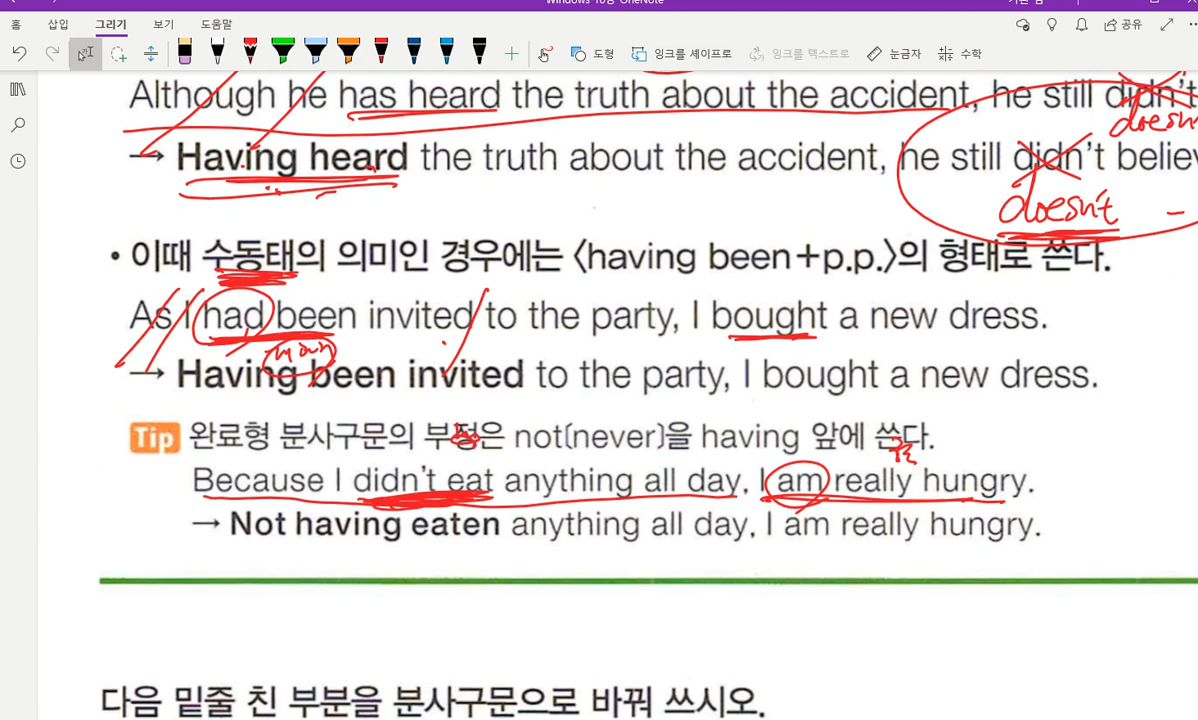 Windows 10용 OneNote
홈 삽입 그리기 보기 도움말
공유
도형 잉크를 셰이프로 잉크를 텍스트로 눈금자 수학
Although he has heard the truth about the accident, he still didn't
doesn't
→ Having heard the truth about the accident, he still didn't believ
doesn't
• 이때 수동태의 의미인 경우에는 〈having been+p.p.〉의 형태로 쓴다.
As I had been invited to the party, I bought a new dress.
→ Having been invited to the party, I bought a new dress.
Tip 완료형 분사구문의 부정은 not(never)을 having 앞에 쓴다.
Because I didn't eat anything all day, I am really hungry.
→ Not having eaten anything all day, I am really hungry.
다음 밑줄 친 부분을 분사구문으로 바꿔 쓰시오.